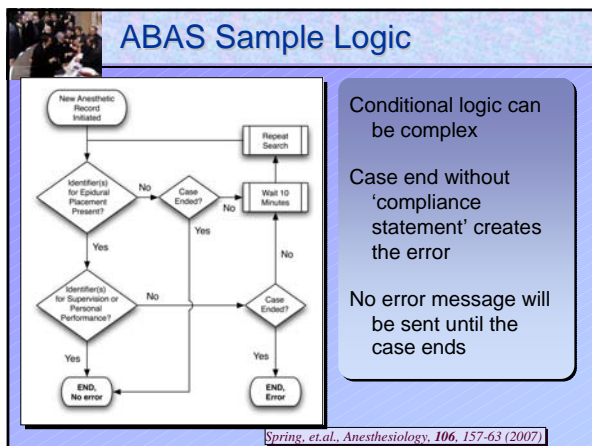 ABAS Sample Logic
New Anesthetic
Record
Initiated
Repeat
Search
Identifier(s)
for Epidural
Placement
Present?
No
Case
Ended?
No
Wait 10
Minutes
Yes
Yes
No
Identifier(s)
for Supervision or
Personal
Performance?
No
Case
Ended?
Yes
Yes
END,
No error
END,
Error
Conditional logic can
be complex
Case end without
‘compliance
statement’ creates
the error
No error message will
be sent until the
case ends
Spring, et.al., Anesthesiology, 106, 157-63 (2007)